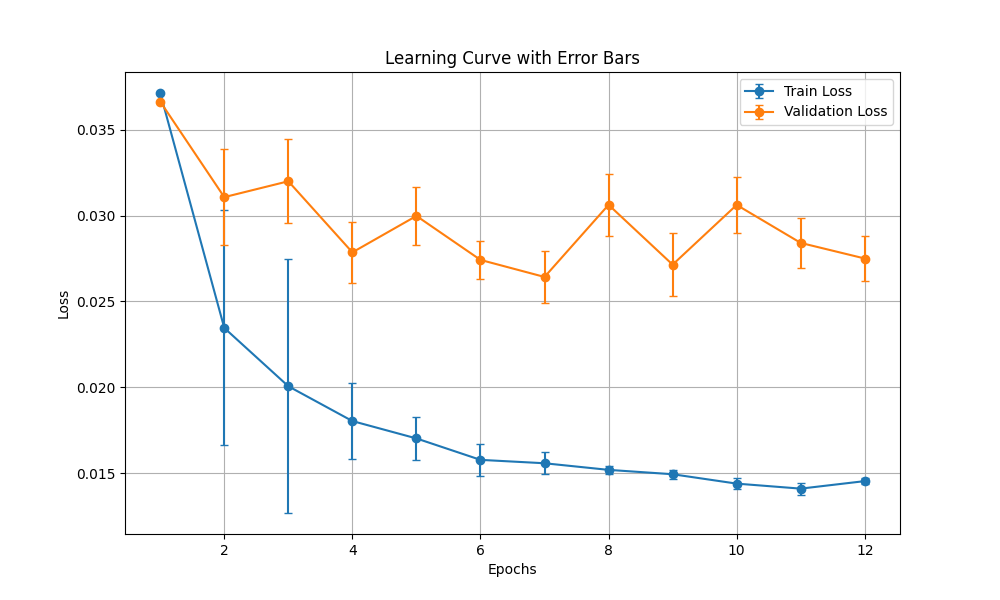 Learning Curve with Error Bars
Train Loss
Validation Loss
0.035
0.030
0.025
0.020
0.015
Loss
2 4 6 8 10 12
Epochs